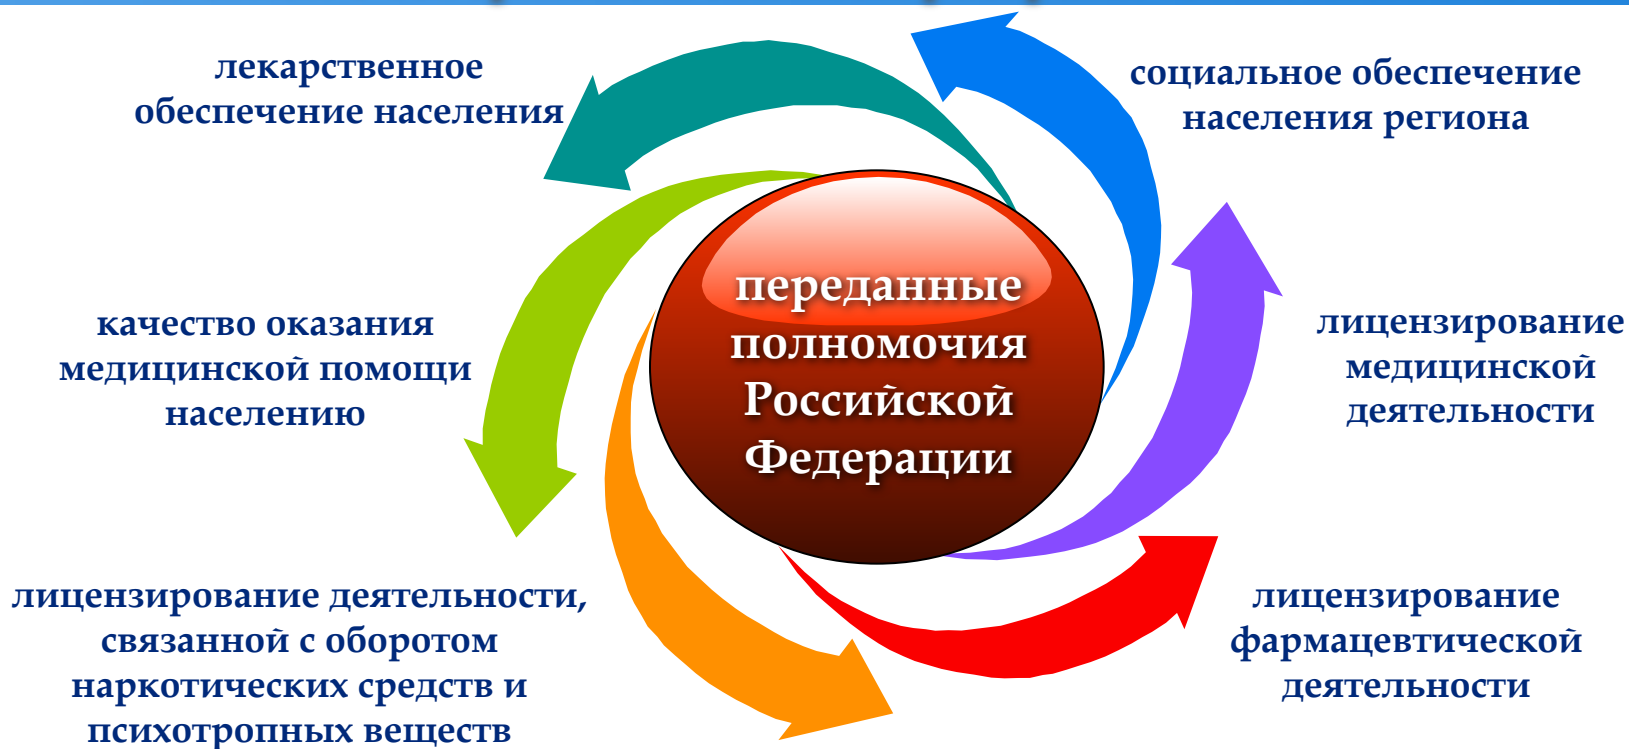 лекарственное
обеспечение населения
социальное обеспечение
населения региона
переданные
полномочия
Российской
Федерации
качество оказания
медицинской помощи
населению
лицензирование
медицинской
деятельности
лицензирование деятельности,
связанной с оборотом
наркотических средств и
психотропных веществ
лицензирование
фармацевтической
деятельности